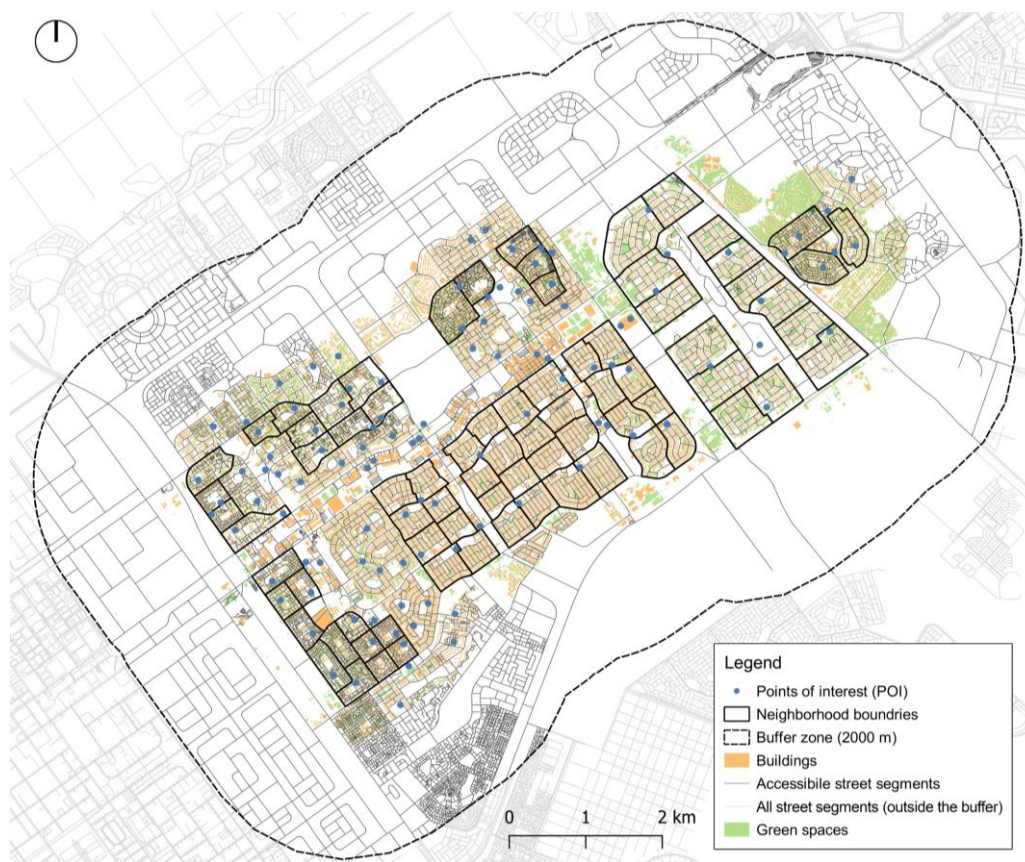 Legend
Points of interest (POI)
Neighborhood boundries
Buffer zone (2000 m)
Buildings
Accessibile street segments
All street segments (outside the buffer)
Green spaces
0 1 2 km